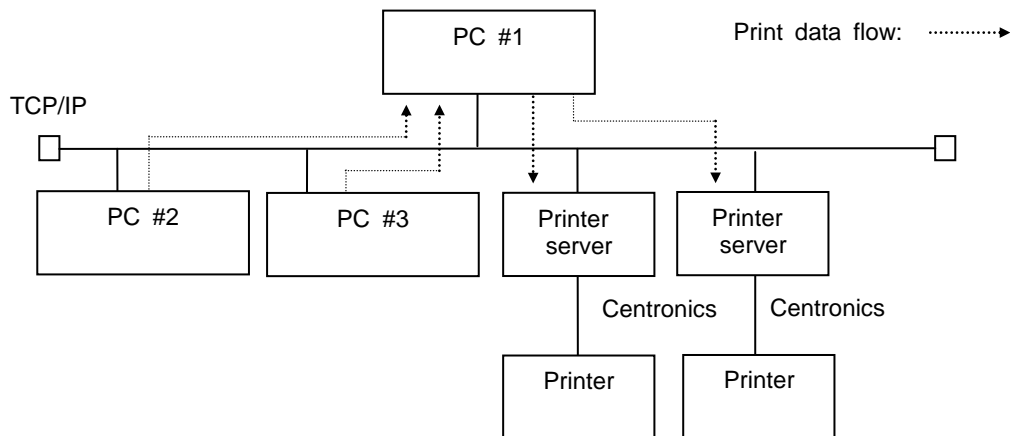 PC #1
Print data flow:
TCP/IP
PC #2
PC #3
Printer
server
Printer
server
Centronics
Centronics
Printer
Printer